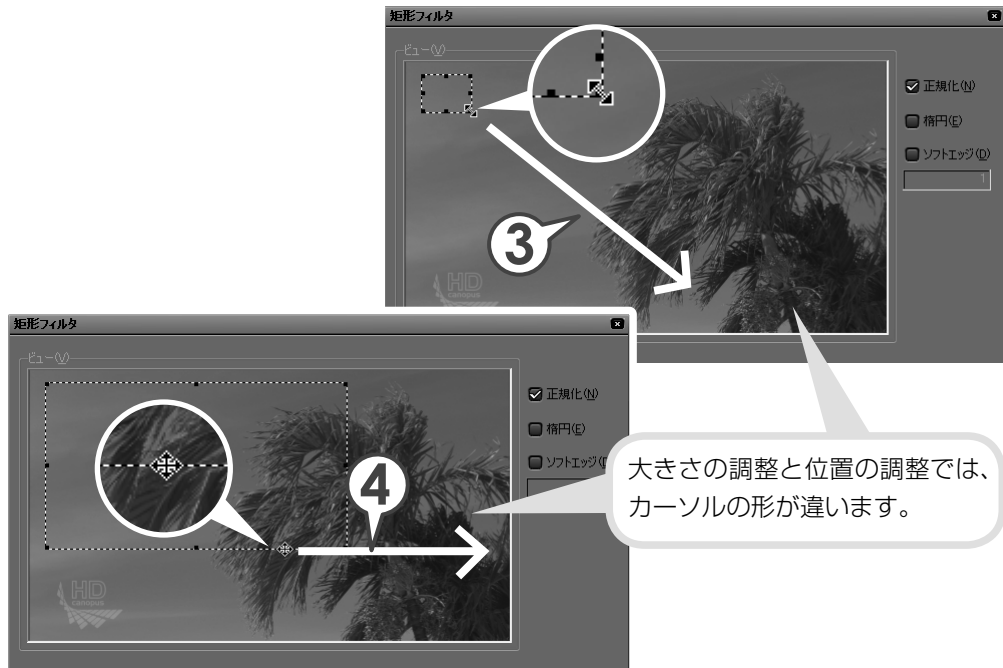 矩形フィルタ
ビュー(V)
正規化(N)
楕円(E)
ソフトエッジ(D)
1
3
HD
canopus
矩形フィルタ
ビュー(V)
正規化(N)
楕円(E)
ソフトエッジ(
4
HD
canopus
大きさの調整と位置の調整では、
カーソルの形が違います。